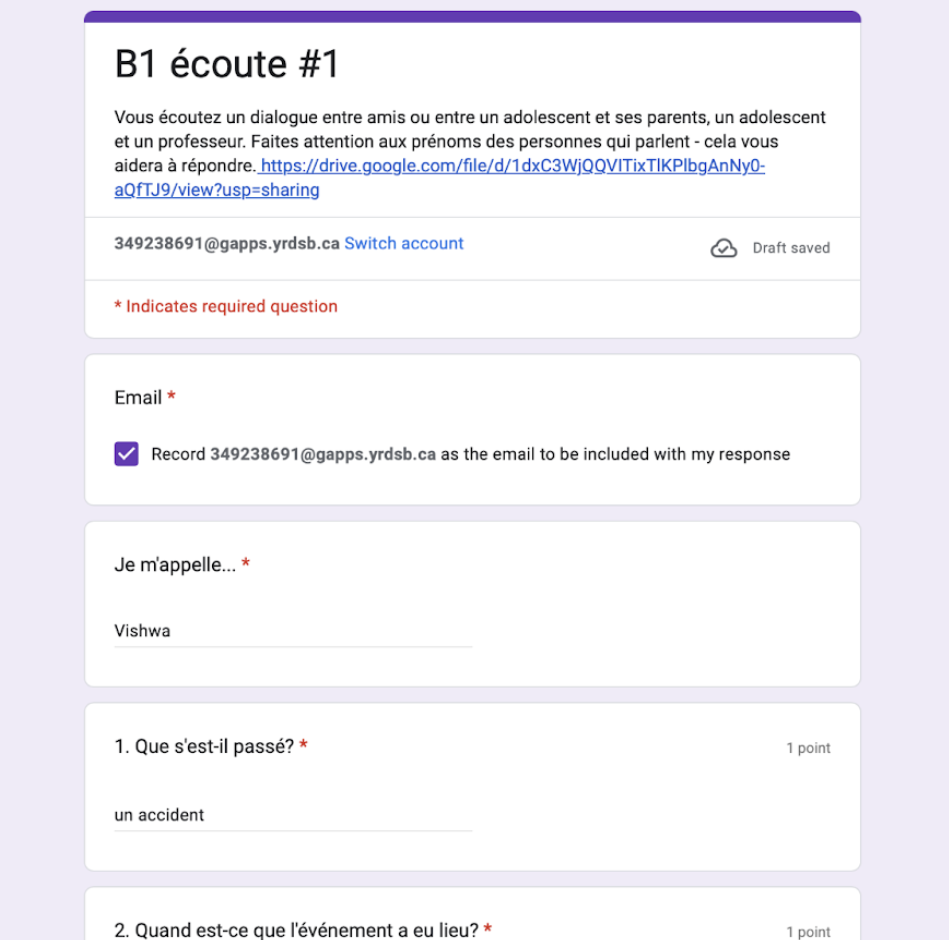 B1 écoute #1
Vous écoutez un dialogue entre amis ou entre un adolescent et ses parents, un adolescent
et un professeur. Faites attention aux prénoms des personnes qui parlent - cela vous
aidera à répondre. https://drive.google.com/file/d/1dxC3WjQQVITixTlKPlbgAnNy0-
aQfTJ9/view?usp=sharing
349238691@gapps.yrdsb.ca Switch account
Draft saved
* Indicates required question
Email *
Record 349238691@gapps.yrdsb.ca as the email to be included with my response
Je m'appelle... *
Vishwa
1. Que s'est-il passé? *
1 point
un accident
2. Quand est-ce que l'événement a eu lieu? *
1 point